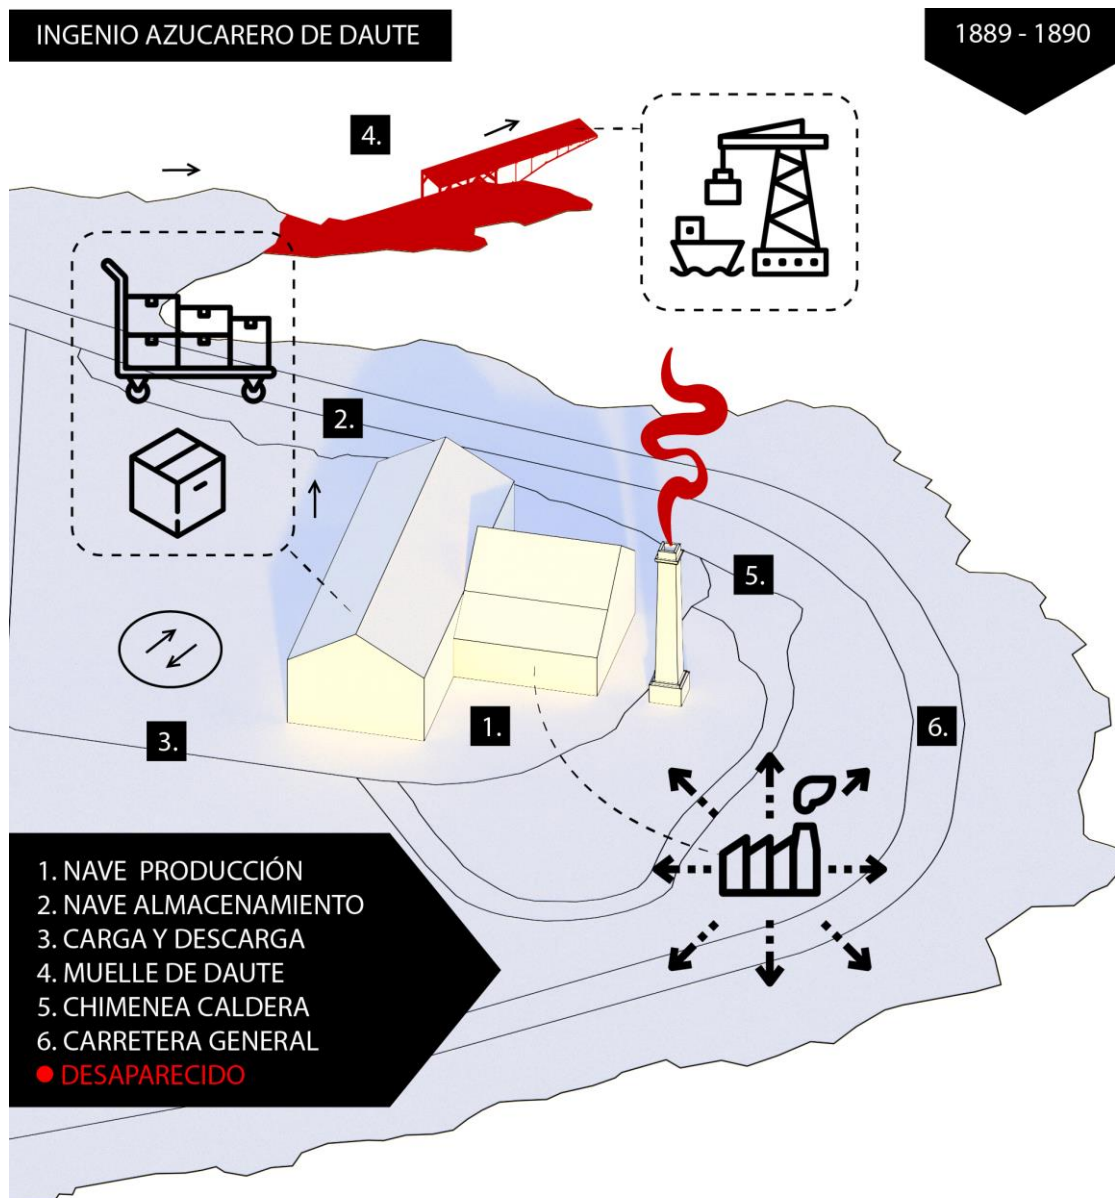 INGENIO AZUCARERO DE DAUTE
1889 - 1890
4.
2.
5.
3.
1.
6.
1. NAVE PRODUCCIÓN
2. NAVE ALMACENAMIENTO
3. CARGA Y DESCARGA
4. MUELLE DE DAUTE
5. CHIMENEA CALDERA
6. CARRETERA GENERAL
DESAPARECIDO